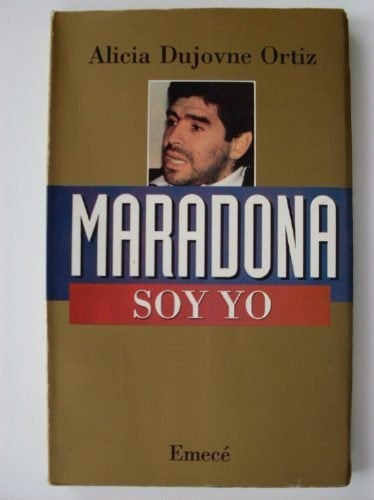 Alicia Dujovne Ortiz
MARADONA
SOY YO
Emecé